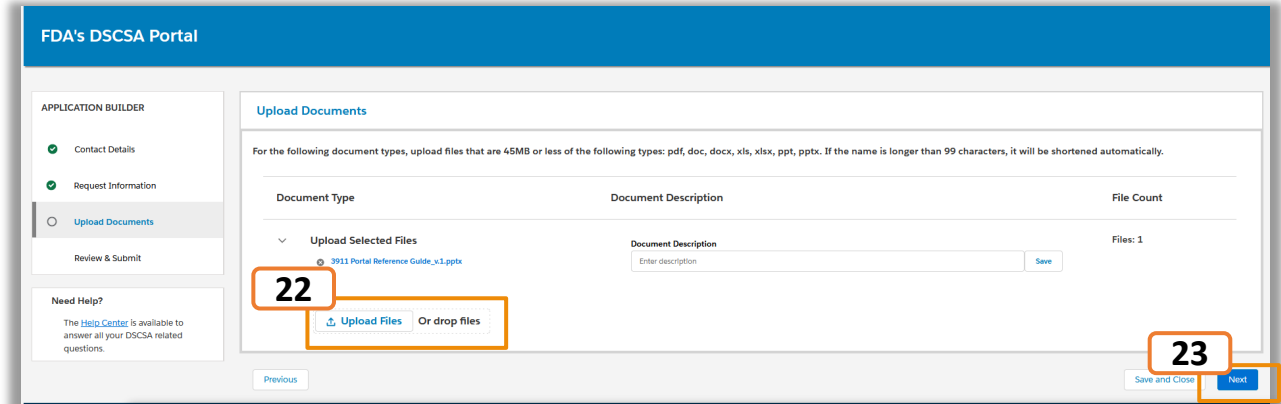 FDA's DSCSA Portal
APPLICATION BUILDER
Contact Details
Request Information
Upload Documents
Review & Submit
Need Help?
The Help Center is available to
answer all your DSCSA related
questions.
Upload Documents
For the following document types, upload files that are 45MB or less of the following types: pdf, doc, docx, xls, xlsx, ppt, pptx. If the name is longer than 99 characters, it will be shortened automatically.
Document Type Document Description File Count
Upload Selected Files Document Description Files: 1
3911 Portal Reference Guide_v.1.pptx Enter description Save
22
Upload Files Or drop files
23
Previous Save and Close Next